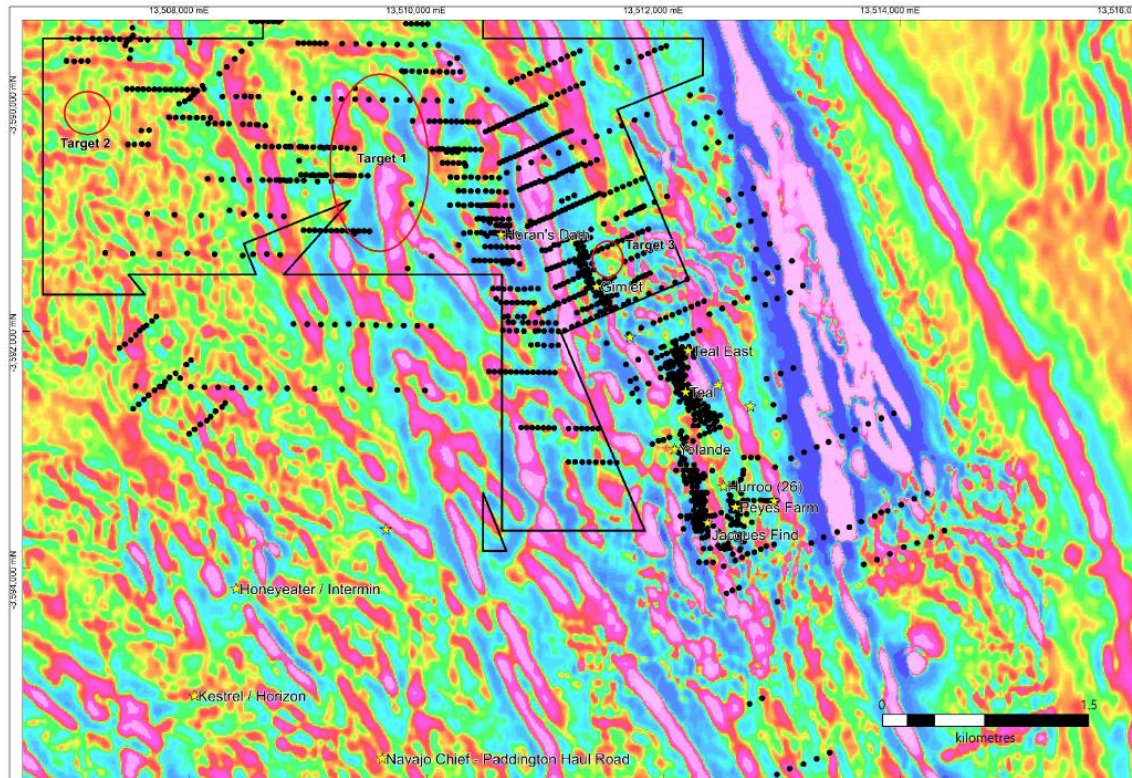 13,508,000 mE
13,510,000 mE
13,512,000 mE
13,514,000 mE
-3,590,000 mN
Target 2
Target 1
Horan's Dam
Target 3
Gimlet
-3,592,000 mN
Teal East
Teal
Yolande
Hurroo (26)
Peyes Farm
Jacques Find
-3,594,000 mN
Honeyeater / Intermin
Kestrel / Horizon
0
1.5
kilometres
Navajo Chief - Paddington Haul Road